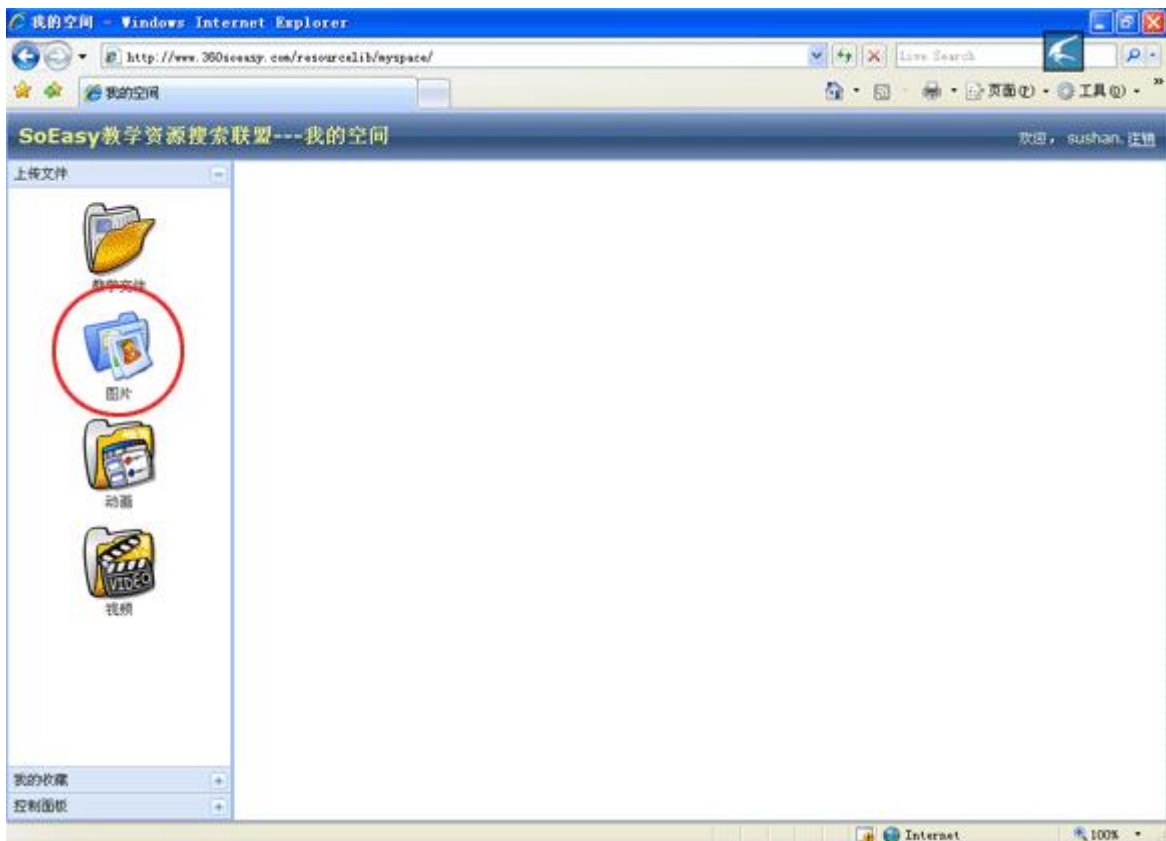 我的空间 - Windows Internet Explorer
http://www.360soeasy.com/resourcelib/myspace/
Live Search
我的空间
页面(P)
工具(O)
SoEasy教学资源搜索联盟---我的空间
欢迎, sushan. 注销
上传文件
教学文件
图片
动画
VIDEO
视频
我的收藏
控制面板
Internet
100%